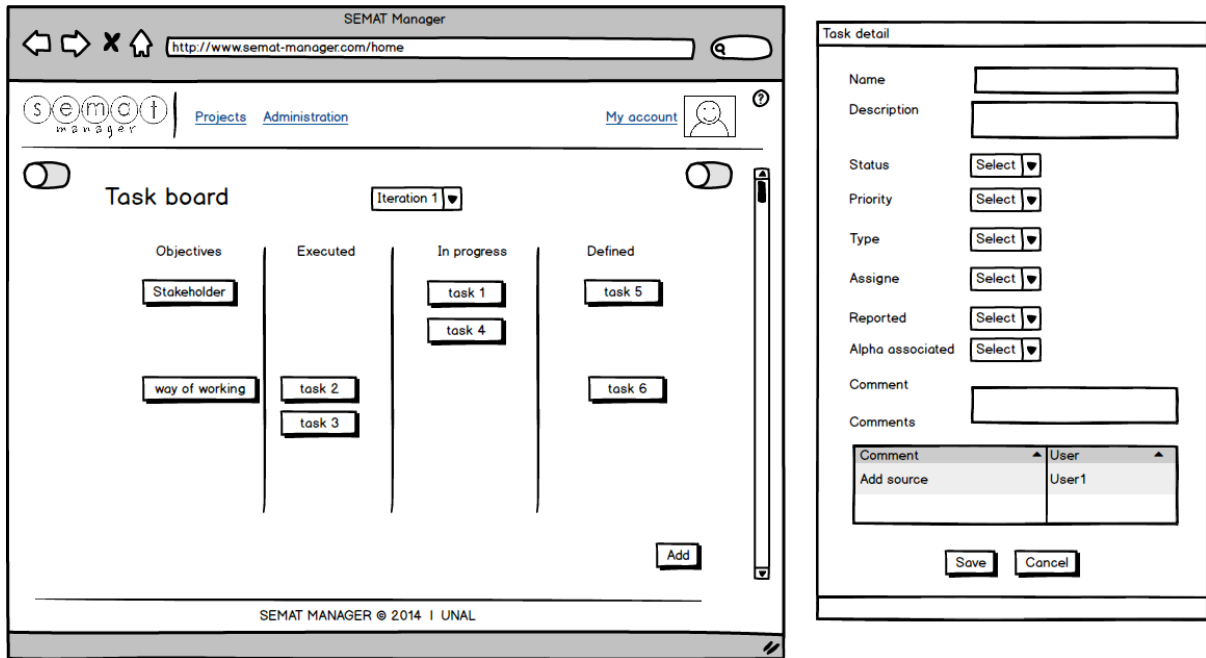 SEMAT Manager
http://www.semat-manager.com/home
semat
manager
Projects Administration My account ?
Task board Iteration 1
Objectives Executed In progress Defined
Stakeholder task 1 task 5
task 4
way of working task 2 task 6
task 3
Add
SEMAT MANAGER © 2014 I UNAL
Task detail
Name
Description
Status Select
Priority Select
Type Select
Assigne Select
Reported Select
Alpha associated Select
Comment
Comments
Comment User
Add source User1
Save Cancel